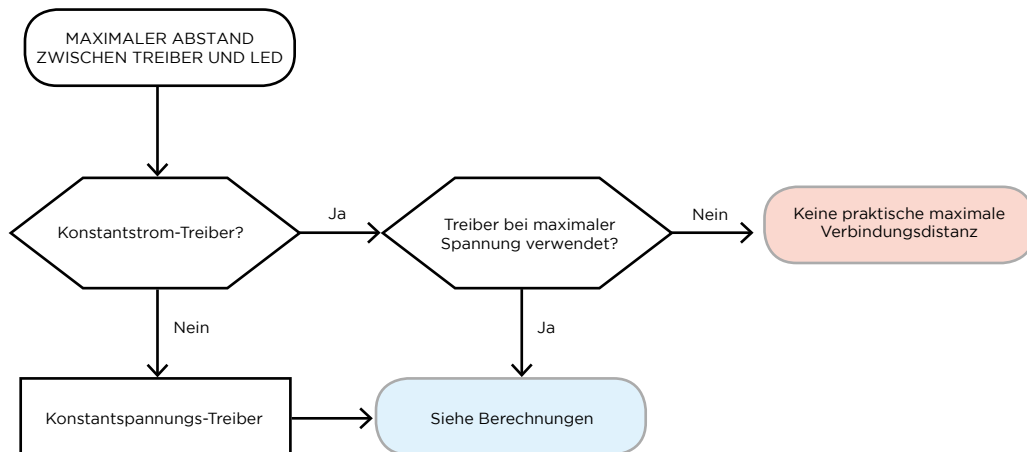 MAXIMALER ABSTAND
ZWISCHEN TREIBER UND LED
Konstantstrom-Treiber?
Ja
Treiber bei maximaler
Spannung verwendet?
Nein
Keine praktische maximale
Verbindungsdistanz
Nein
Ja
Konstantspannungs-Treiber
Siehe Berechnungen